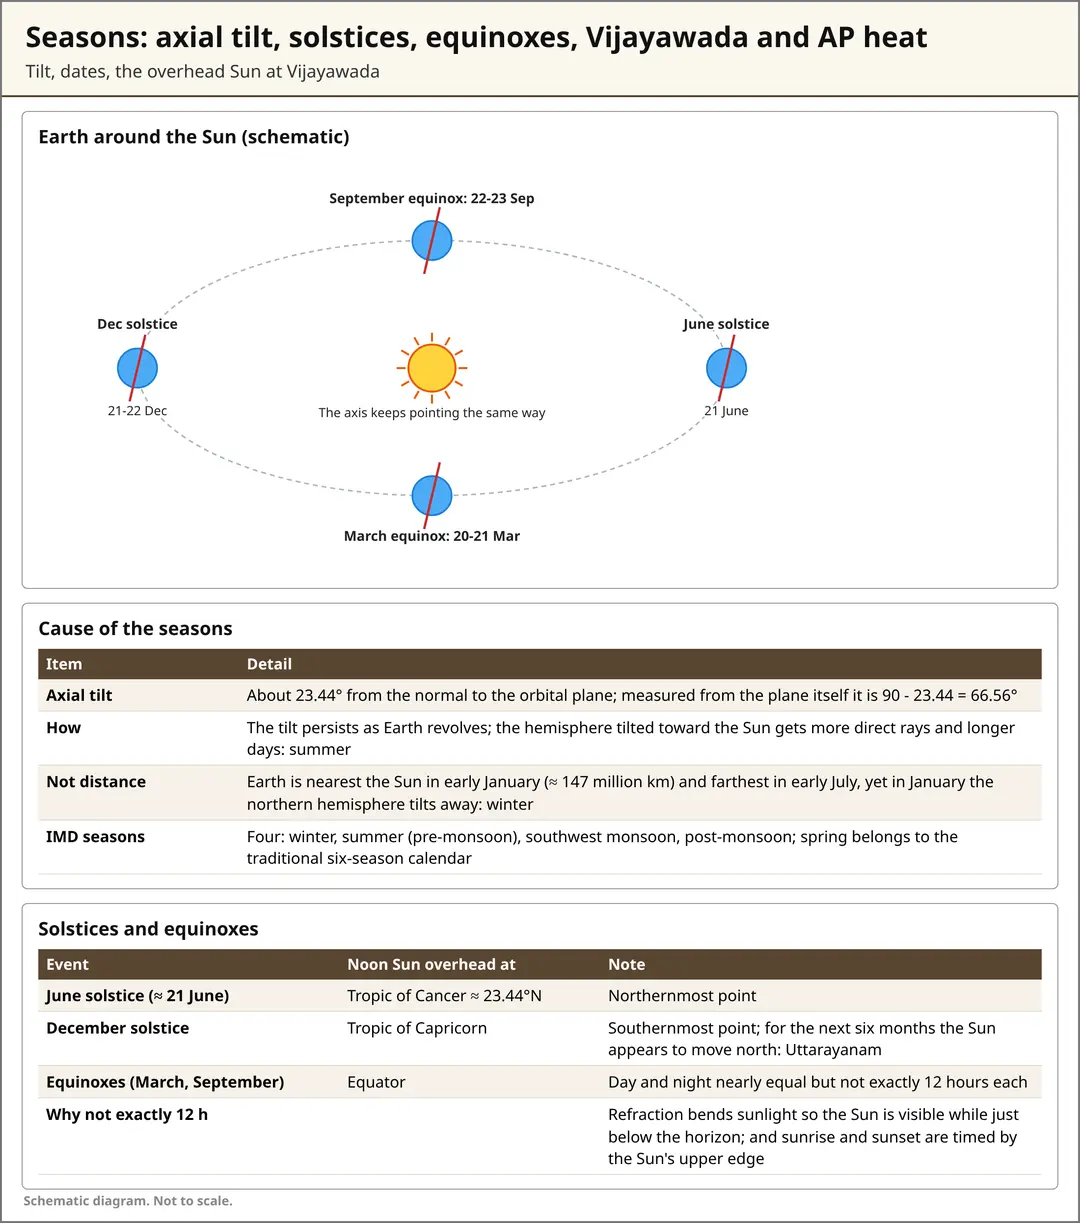 Seasons: axial tilt, solstices, equinoxes, Vijayawada and AP heat
Tilt, dates, the overhead Sun at Vijayawada
Earth around the Sun (schematic)
September equinox: 22-23 Sep
Dec solstice
June solstice
21-22 Dec
The axis keeps pointing the same way
21 June
March equinox: 20-21 Mar
Cause of the seasons
Item Detail
Axial tilt About 23.44° from the normal to the orbital plane; measured from the plane itself it is 90 - 23.44 = 66.56°
How The tilt persists as Earth revolves; the hemisphere tilted toward the Sun gets more direct rays and longer
days: summer
Not distance Earth is nearest the Sun in early January (≈ 147 million km) and farthest in early July, yet in January the
northern hemisphere tilts away: winter
IMD seasons Four: winter, summer (pre-monsoon), southwest monsoon, post-monsoon; spring belongs to the
traditional six-season calendar
Solstices and equinoxes
Event Noon Sun overhead at Note
June solstice (≈ 21 June) Tropic of Cancer ≈ 23.44°N Northernmost point
December solstice Tropic of Capricorn Southernmost point; for the next six months the Sun
appears to move north: Uttarayanam
Equinoxes (March, September) Equator Day and night nearly equal but not exactly 12 hours each
Why not exactly 12 h Refraction bends sunlight so the Sun is visible while just
below the horizon; and sunrise and sunset are timed by
the Sun's upper edge
Schematic diagram. Not to scale.